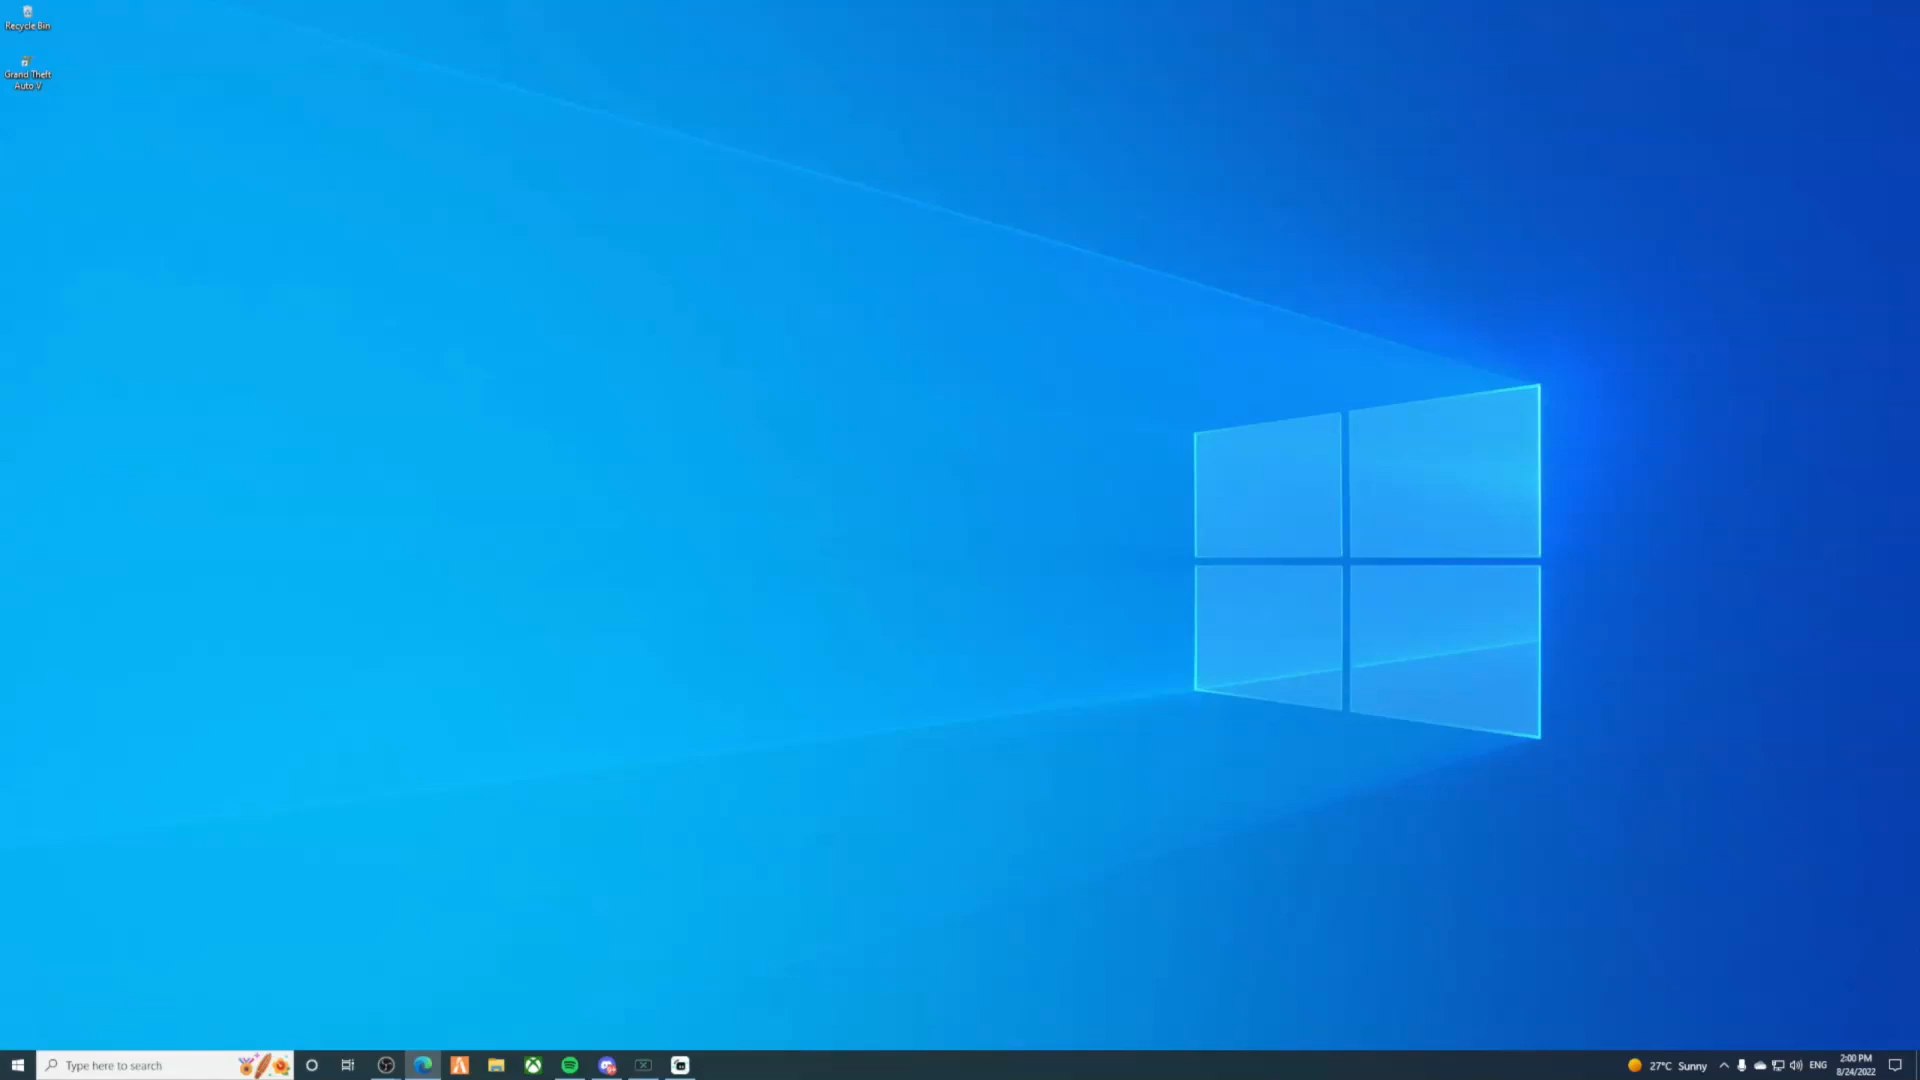 Recycle Bin
Grand Theft
Auto V
Type here to search
27°C Sunny
ENG
2:00 PM
8/24/2022